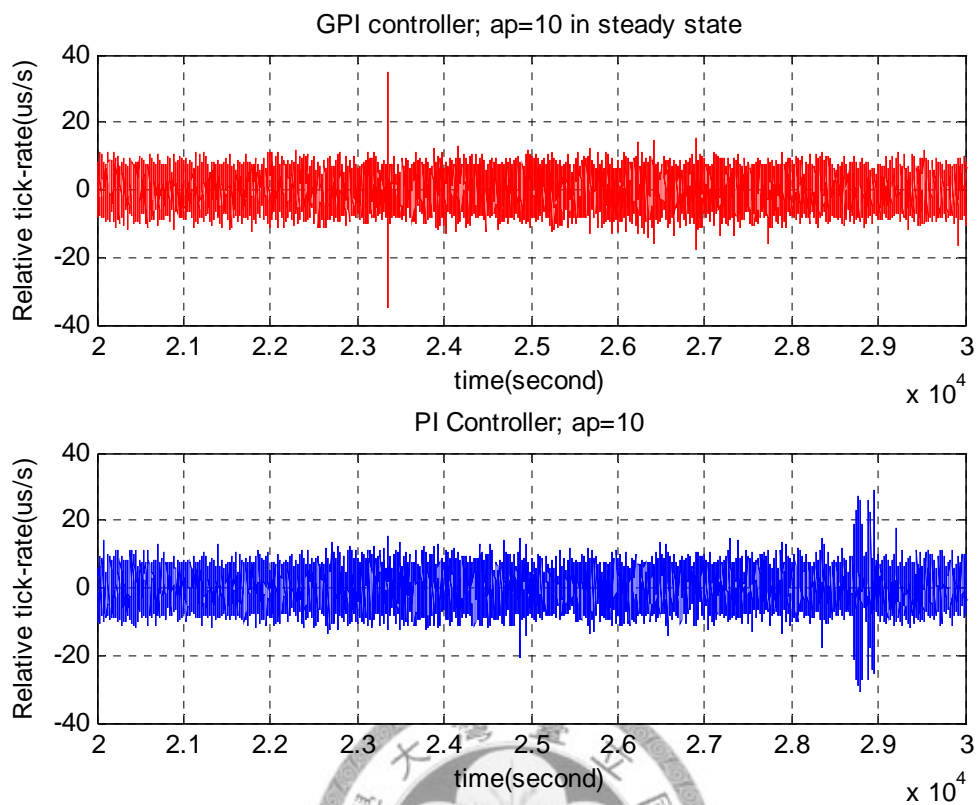 GPI controller; ap=10 in steady state
Relative tick-rate(us/s)
40
20
0
-20
-40
2 2.1 2.2 2.3 2.4 2.5 2.6 2.7 2.8 2.9 3
time(second)
x 10^4
PI Controller; ap=10
Relative tick-rate(us/s)
40
20
0
-20
-40
2 2.1 2.2 2.3 2.4 2.5 2.6 2.7 2.8 2.9 3
time(second)
x 10^4
大灣臺立